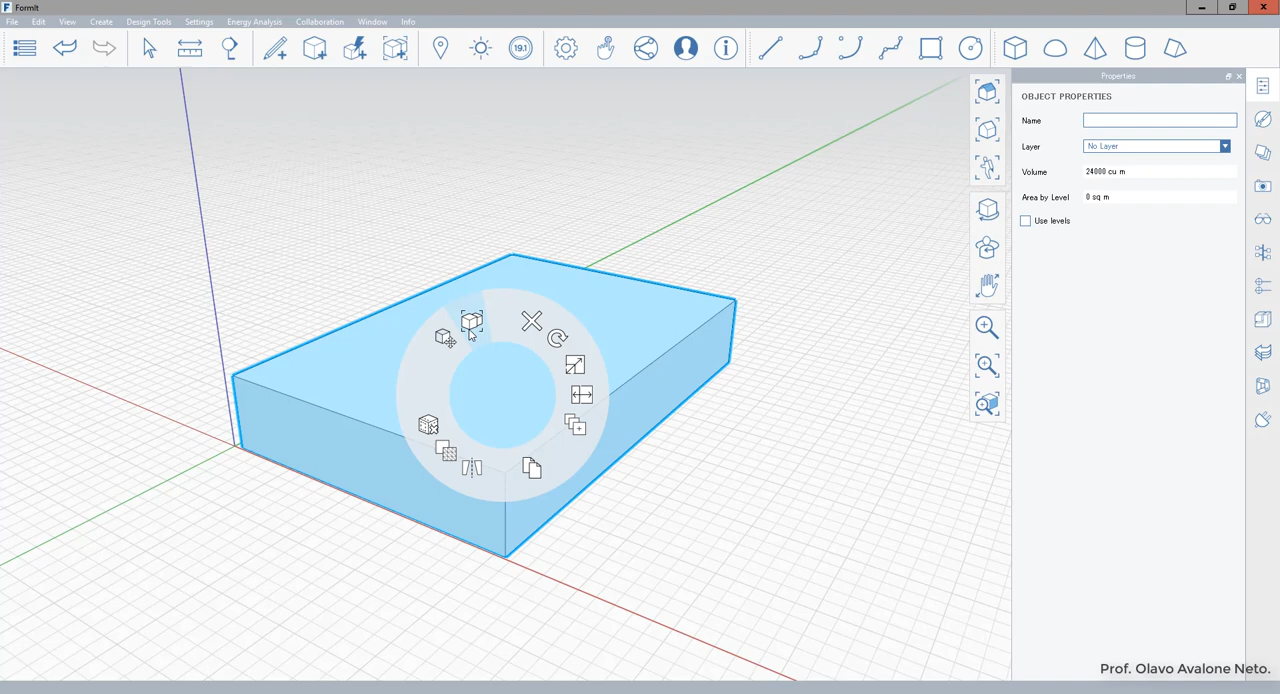 FormIt
File Edit View Create Design Tools Settings Energy Analysis Collaboration Window Info
19.1
Properties
OBJECT PROPERTIES
Name
Layer No Layer
Volume 24000 cu m
Area by Level 0 sq m
Use levels
Prof. Olavo Avalone Neto.